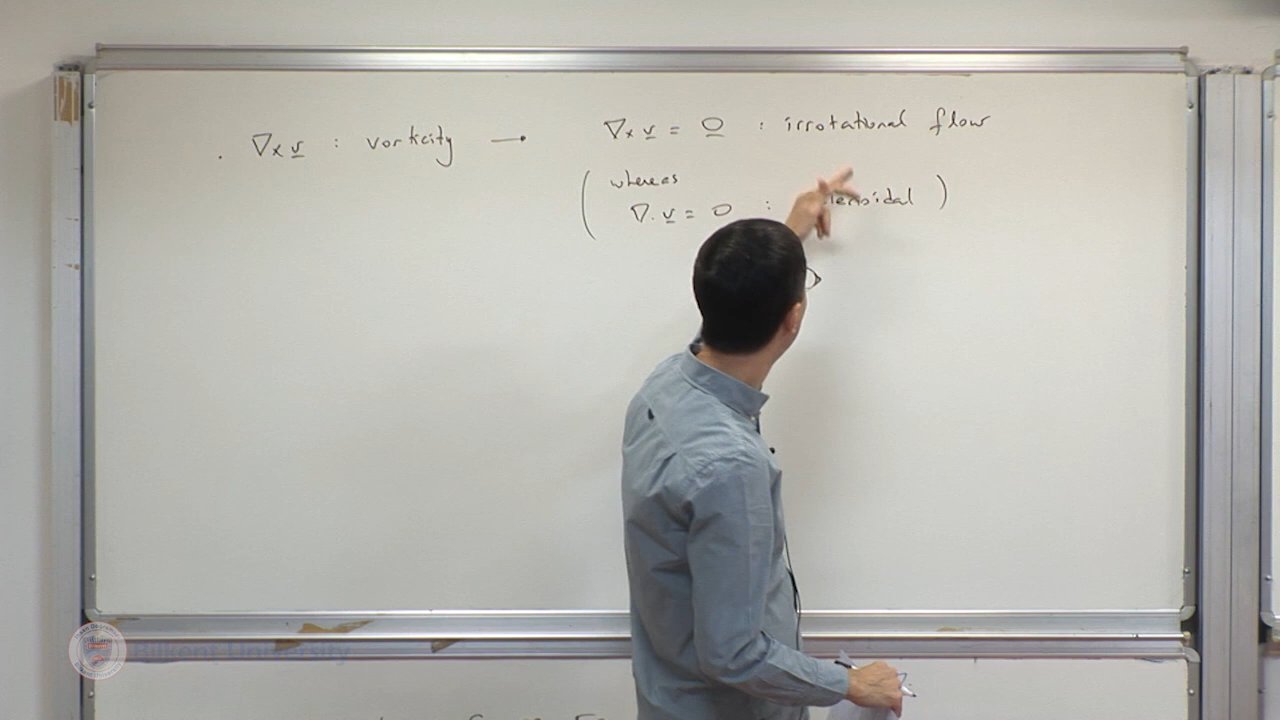 . ∇ x v : vorticity → ∇ x v = 0 : irrotational flow
( whereas
∇ . v = 0 : lenoidal )
Bilkent University